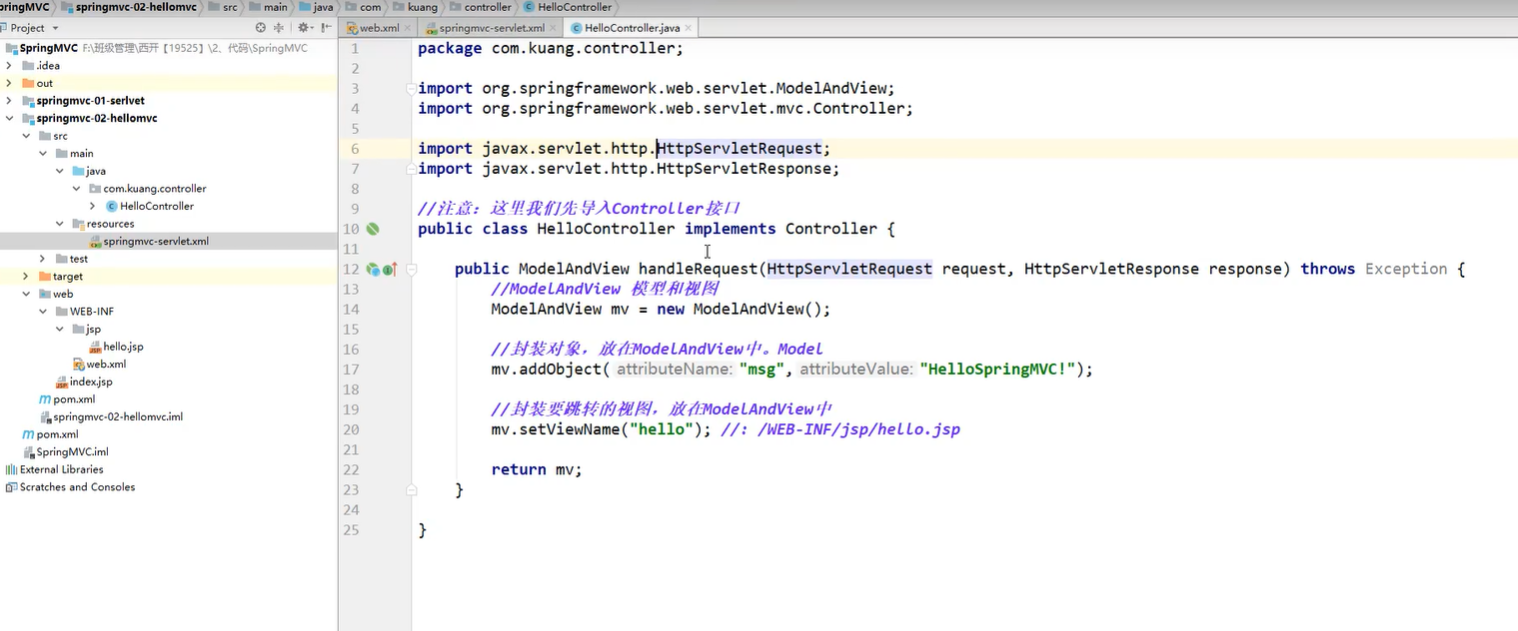 pringMVC springmvc-02-hellomvc src main java com kuang controller HelloController
Project
web.xml springmvc-servlet.xml HelloController.java
SpringMVC F:\班级管理\西开【19525】\2、代码\SpringMVC
.idea
out
springmvc-01-serlvet
springmvc-02-hellomvc
src
main
java
com.kuang.controller
HelloController
resources
springmvc-servlet.xml
test
target
web
WEB-INF
jsp
hello.jsp
web.xml
index.jsp
pom.xml
springmvc-02-hellomvc.iml
pom.xml
SpringMVC.iml
External Libraries
Scratches and Consoles
1 package com.kuang.controller;
2
3 import org.springframework.web.servlet.ModelAndView;
4 import org.springframework.web.servlet.mvc.Controller;
5
6 import javax.servlet.http.HttpServletRequest;
7 import javax.servlet.http.HttpServletResponse;
8
9 //注意：这里我们先导入Controller接口
10 public class HelloController implements Controller {
11
12 public ModelAndView handleRequest(HttpServletRequest request, HttpServletResponse response) throws Exception {
13 //ModelAndView 模型和视图
14 ModelAndView mv = new ModelAndView();
15
16 //封装对象，放在ModelAndView中。Model
17 mv.addObject( attributeName: "msg", attributeValue: "HelloSpringMVC!");
18
19 //封装要跳转的视图，放在ModelAndView中
20 mv.setViewName("hello"); //: /WEB-INF/jsp/hello.jsp
21
22 return mv;
23 }
24
25 }